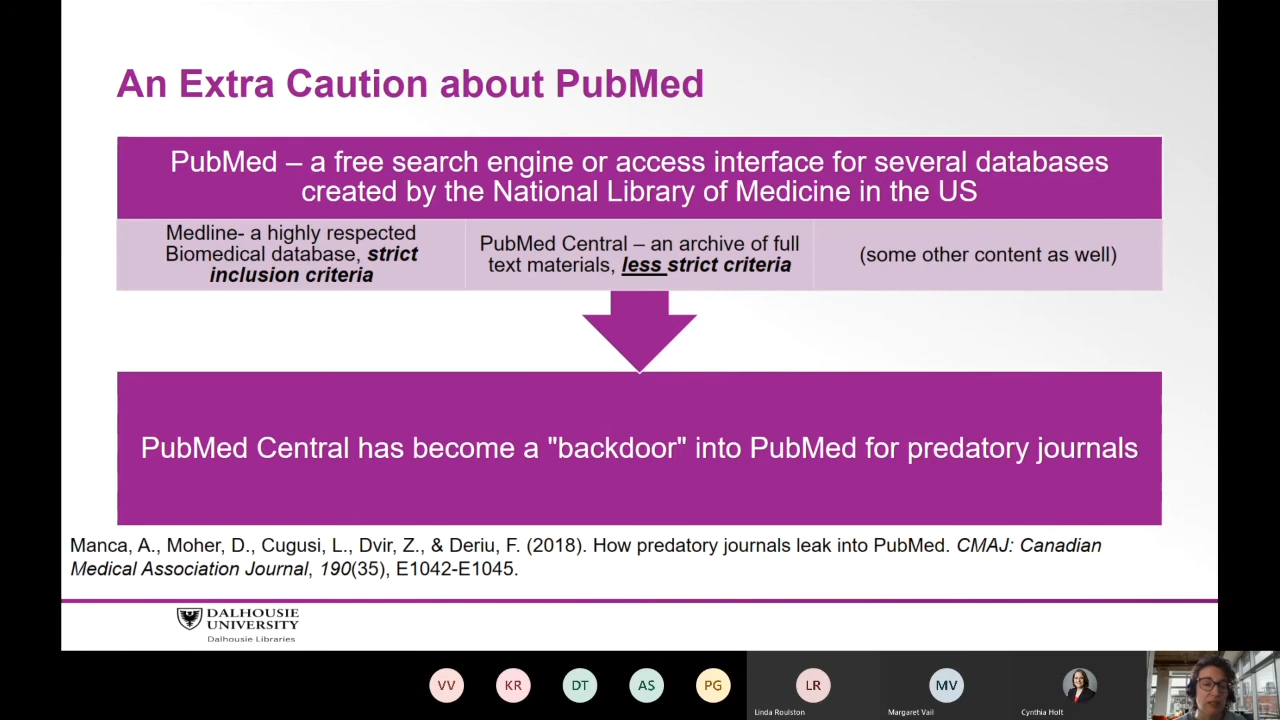 An Extra Caution about PubMed
PubMed – a free search engine or access interface for several databases
created by the National Library of Medicine in the US
Medline- a highly respected
Biomedical database, strict
inclusion criteria
PubMed Central – an archive of full
text materials, less strict criteria
(some other content as well)
PubMed Central has become a "backdoor" into PubMed for predatory journals
Manca, A., Moher, D., Cugusi, L., Dvir, Z., & Deriu, F. (2018). How predatory journals leak into PubMed. CMAJ: Canadian
Medical Association Journal, 190(35), E1042-E1045.
DALHOUSIE
UNIVERSITY
Dalhousie Libraries
VV
KR
DT
AS
PG
LR
MV
Linda Roulston
Margaret Vail
Cynthia Holt